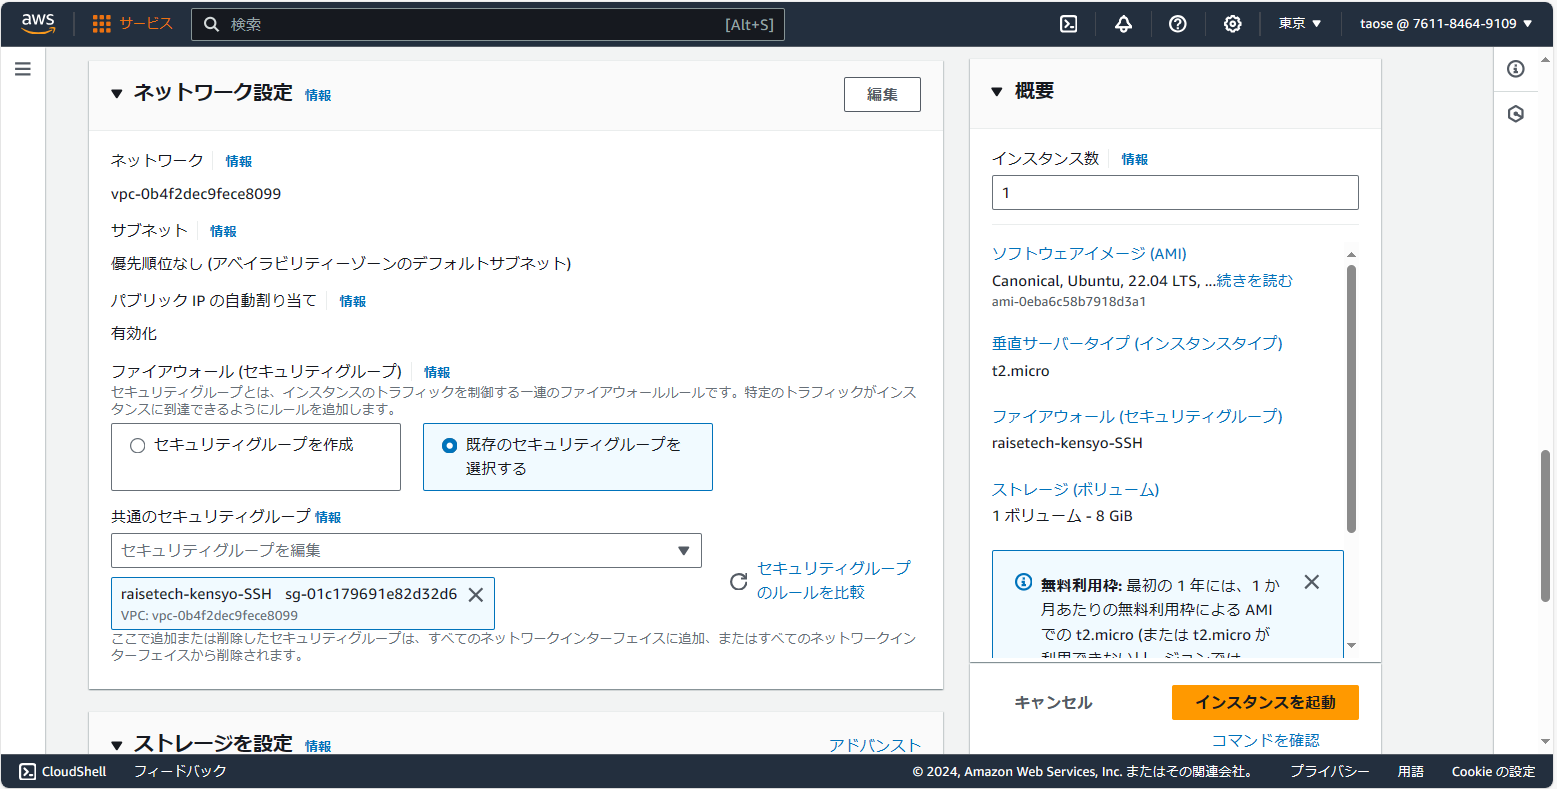 aws
サービス
検索
[Alt+S]
東京 ▼
taose @ 7611-8464-9109 ▼
▼ ネットワーク設定 情報
編集
ネットワーク 情報
vpc-0b4f2dec9fece8099
サブネット 情報
優先順位なし (アベイラビリティーゾーンのデフォルトサブネット)
パブリック IP の自動割り当て 情報
有効化
ファイアウォール (セキュリティグループ) 情報
セキュリティグループとは、インスタンスのトラフィックを制御する一連のファイアウォールルールです。特定のトラフィックがインス
タンスに到達できるようにルールを追加します。
セキュリティグループを作成
既存のセキュリティグループを
選択する
共通のセキュリティグループ 情報
セキュリティグループを編集
raisetech-kensyo-SSH sg-01c179691e82d32d6
VPC: vpc-0b4f2dec9fece8099
セキュリティグループ
のルールを比較
ここで追加または削除したセキュリティグループは、すべてのネットワークインターフェイスに追加、またはすべてのネットワークイン
ターフェイスから削除されます。
▼ ストレージを設定 情報
アドバンスト
▼ 概要
インスタンス数 情報
1
ソフトウェアイメージ (AMI)
Canonical, Ubuntu, 22.04 LTS, ...続きを読む
ami-0eba6c58b7918d3a1
垂直サーバータイプ (インスタンスタイプ)
t2.micro
ファイアウォール (セキュリティグループ)
raisetech-kensyo-SSH
ストレージ (ボリューム)
1 ボリューム - 8 GiB
無料利用枠: 最初の 1 年には、1 か
月あたりの無料利用枠による AMI
での t2.micro (または t2.micro が
利用できないリージョンでは
キャンセル
インスタンスを起動
コマンドを確認
CloudShell
フィードバック
© 2024, Amazon Web Services, Inc. またはその関連会社。
プライバシー
用語
Cookie の設定